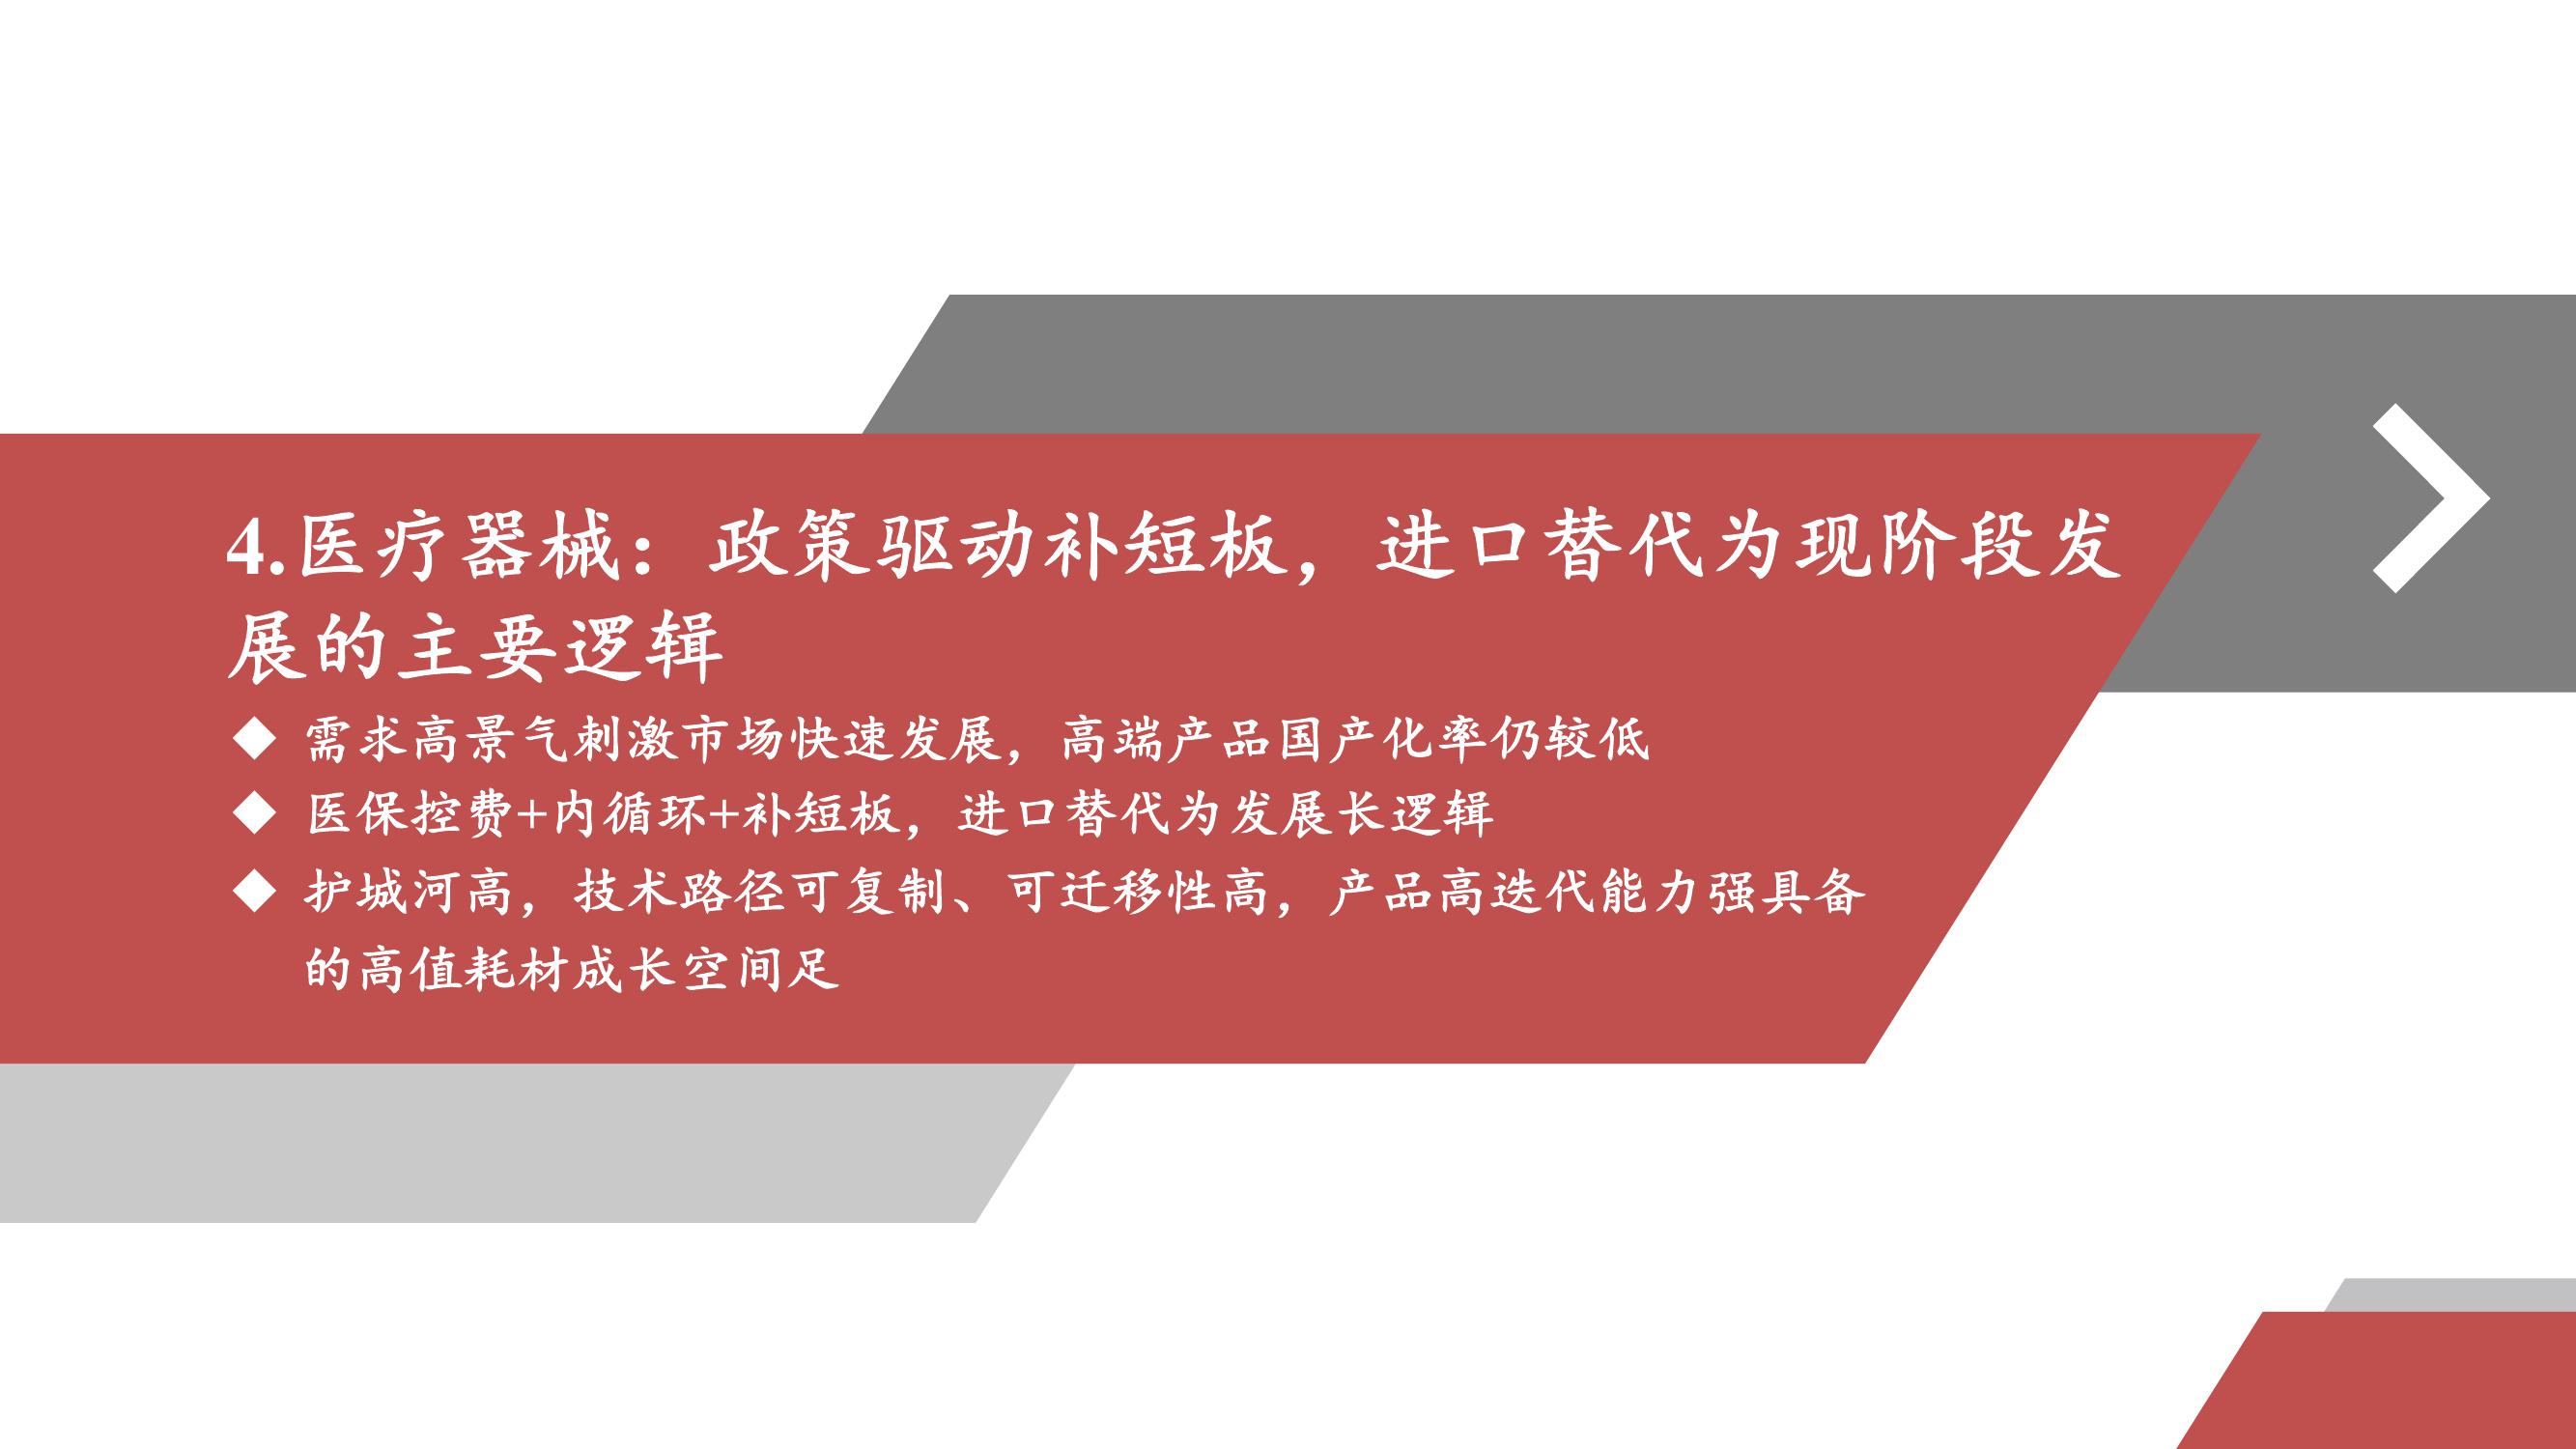 4.医疗器械：政策驱动补短板，进口替代为现阶段发
展的主要逻辑
◆ 需求高景气刺激市场快速发展，高端产品国产化率仍较低
◆ 医保控费+内循环+补短板，进口替代为发展长逻辑
◆ 护城河高，技术路径可复制、可迁移性高，产品高迭代能力强具备
的高值耗材成长空间足